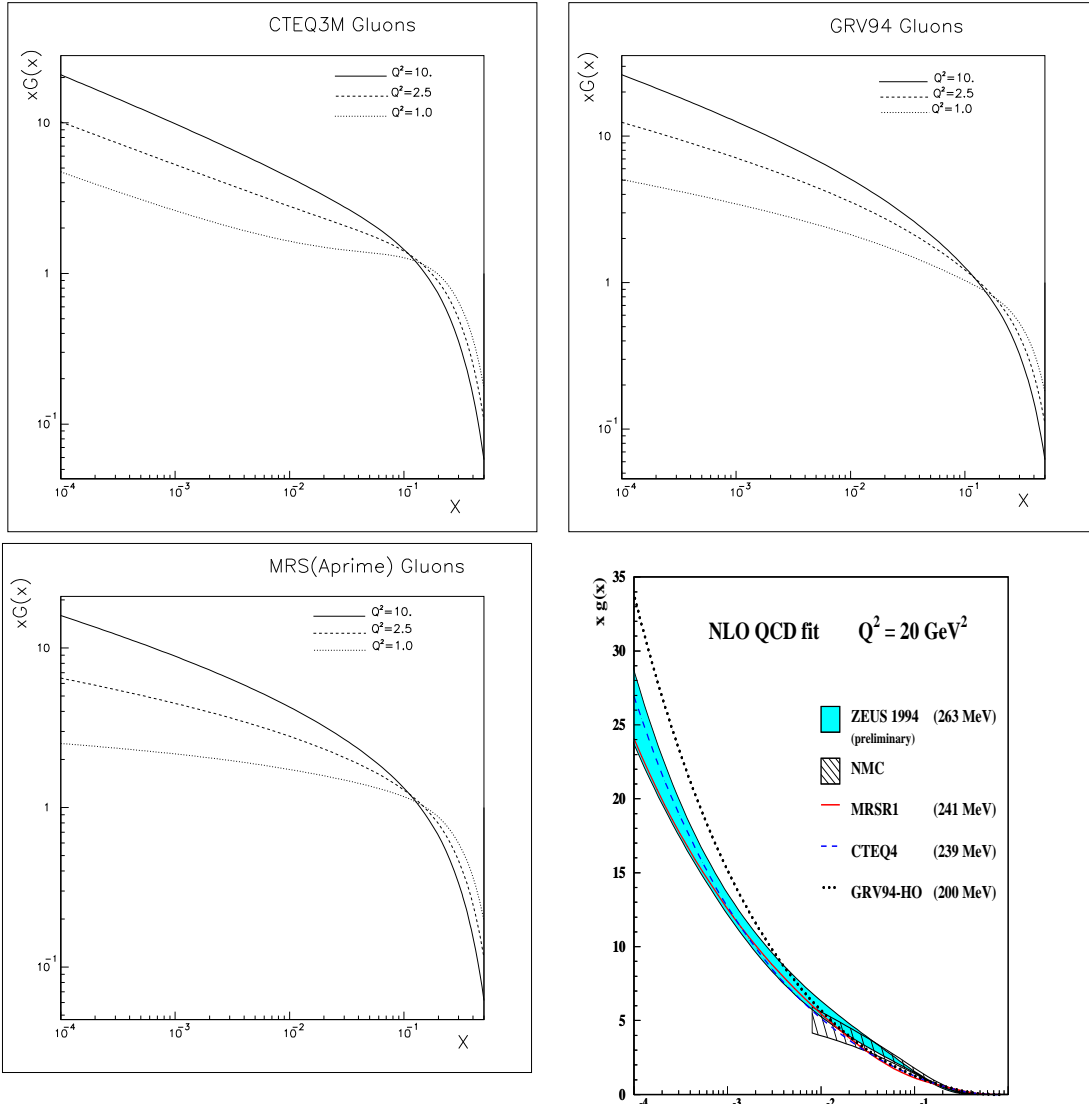 CTEQ3M Gluons
xG(x)
Q²=10.
Q²=2.5
Q²=1.0
10
1
10⁻¹
10⁻⁴ 10⁻³ 10⁻² 10⁻¹
X
GRV94 Gluons
xG(x)
Q²=10.
Q²=2.5
Q²=1.0
10
1
10⁻¹
10⁻⁴ 10⁻³ 10⁻² 10⁻¹
X
MRS(Aprime) Gluons
xG(x)
Q²=10.
Q²=2.5
Q²=1.0
10
1
10⁻¹
10⁻⁴ 10⁻³ 10⁻² 10⁻¹
X
x g(x)
35
30
25
20
15
10
5
0
NLO QCD fit Q² = 20 GeV²
ZEUS 1994 (263 MeV)
(preliminary)
NMC
MRSR1 (241 MeV)
CTEQ4 (239 MeV)
GRV94-HO (200 MeV)
-4 -3 -2 -1